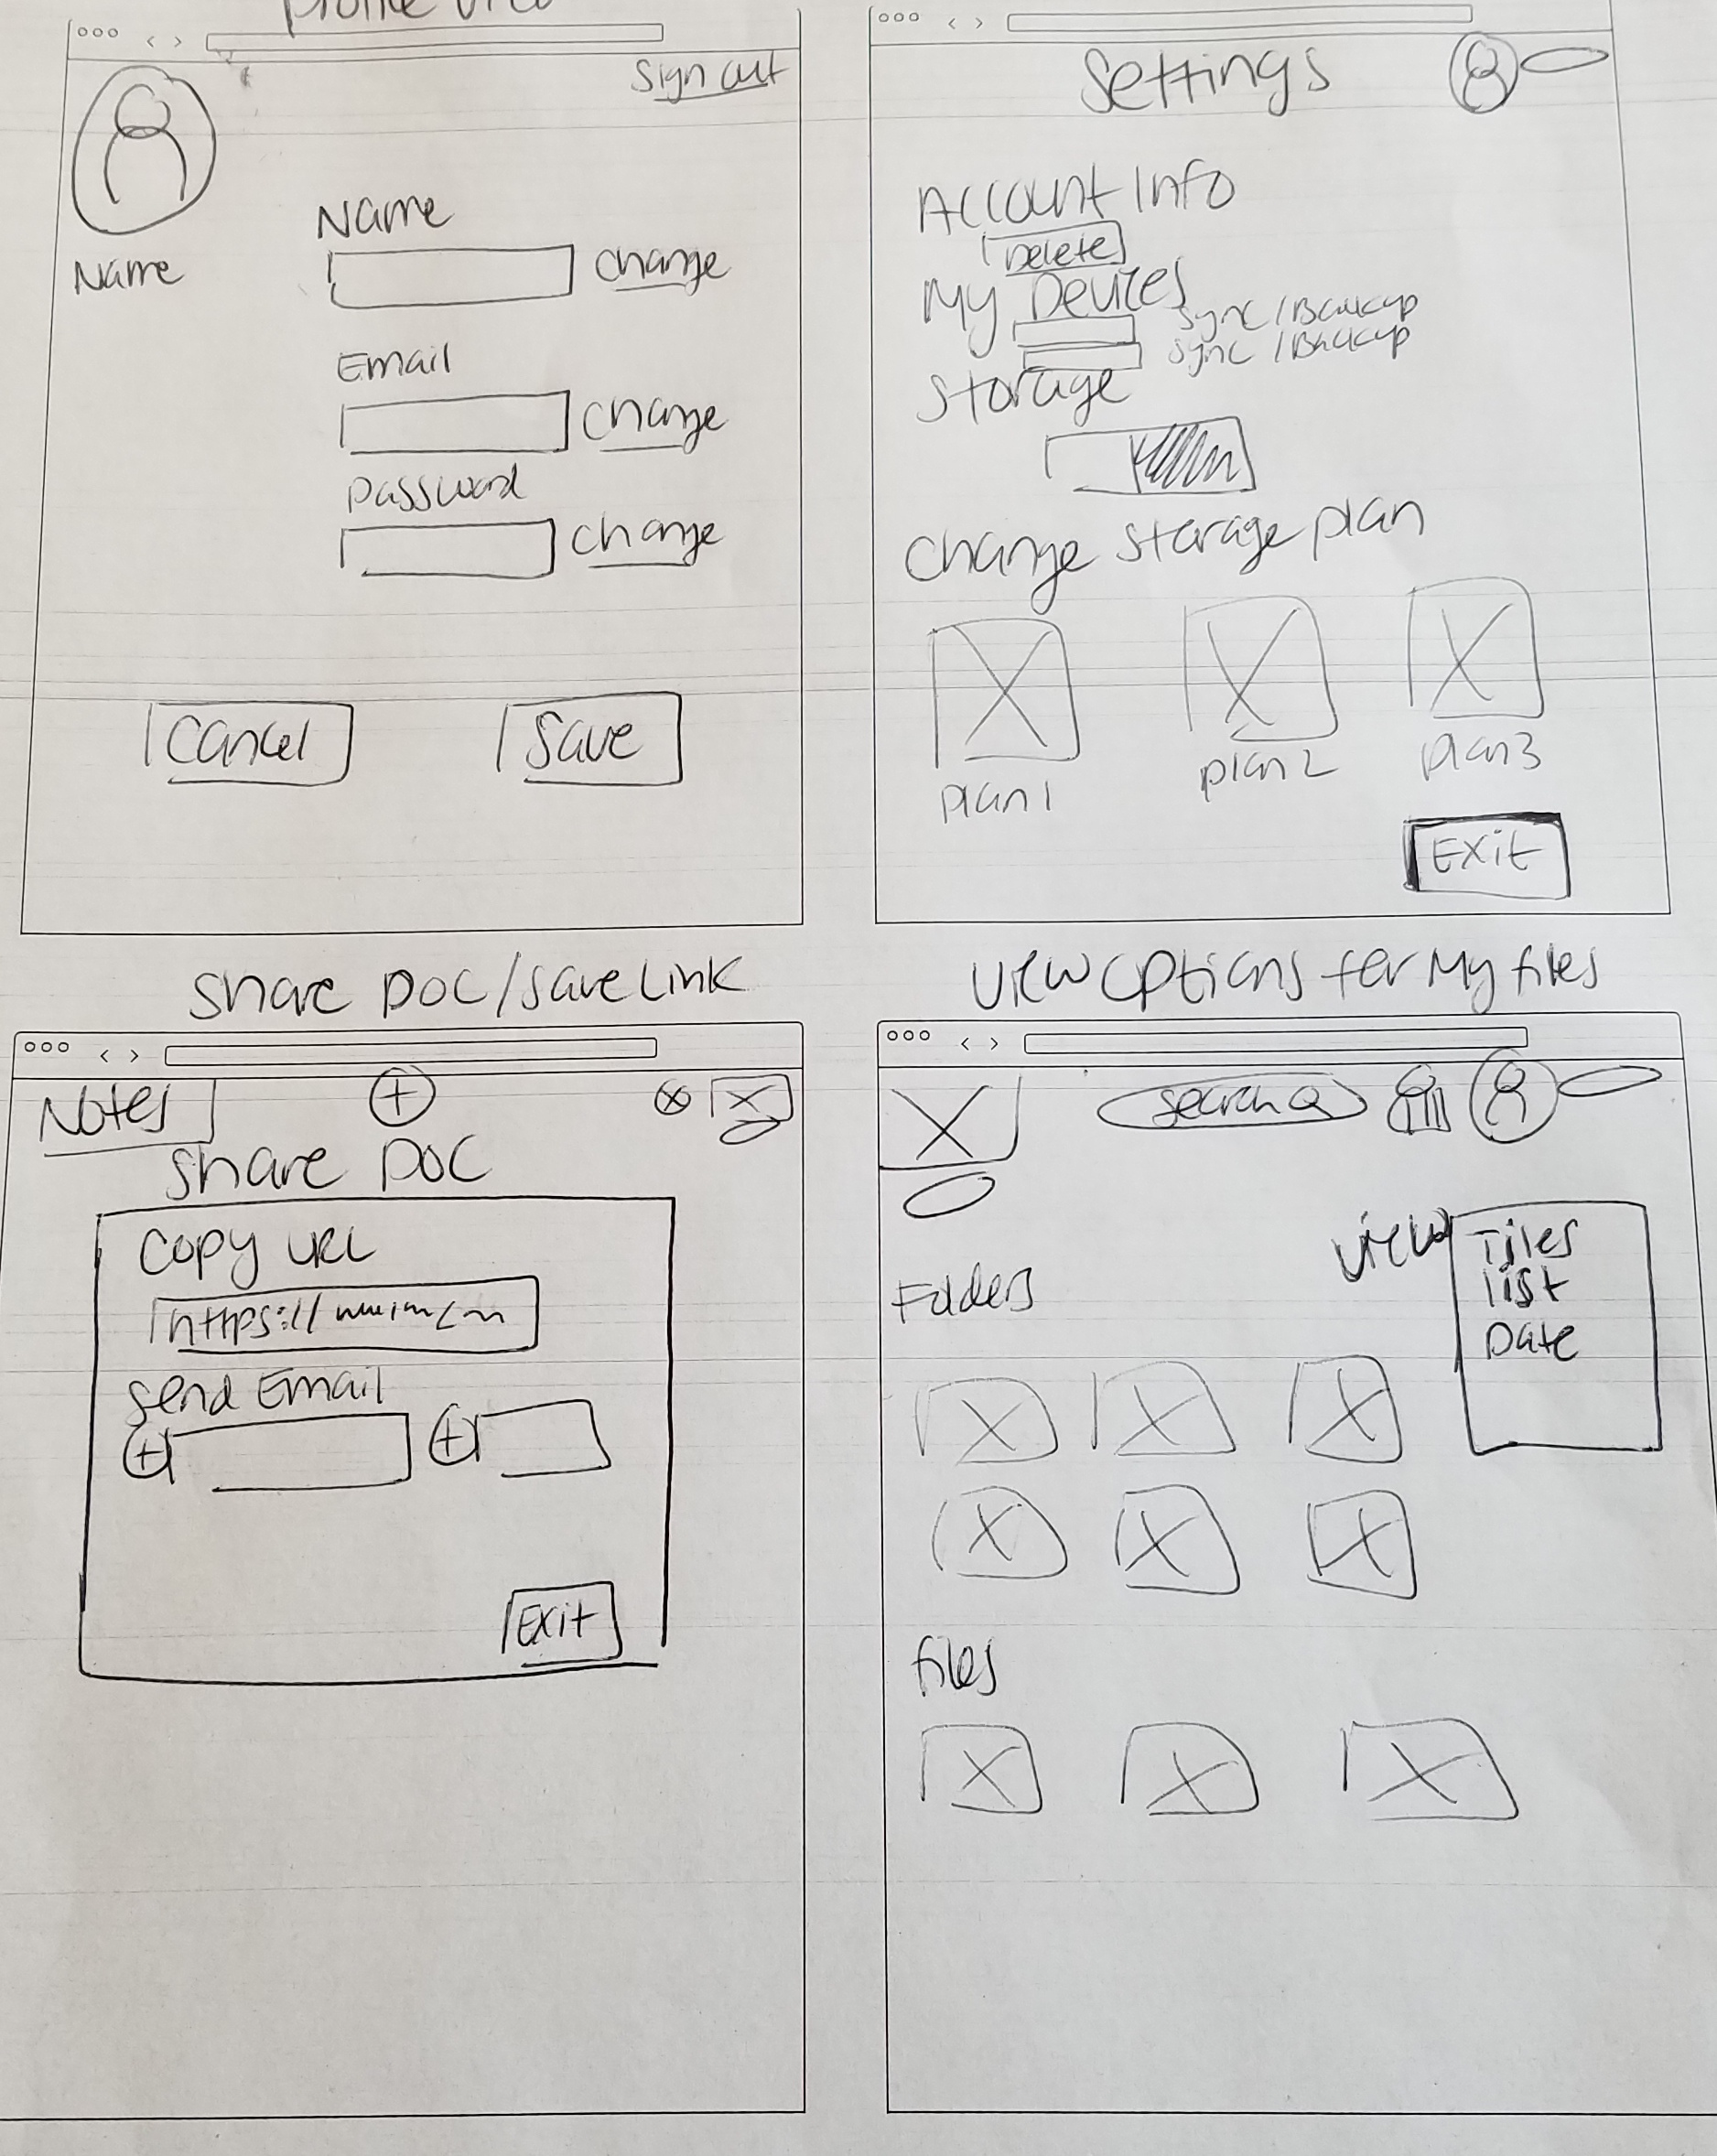 Profile View
Sign out
Name
Name
change
Email
change
Password
change
Cancel
Save
Settings
Account Info
Delete
My Devices
Sync / Backup
Sync / Backup
Storage
Change storage plan
plan 1
plan 2
plan 3
Exit
Share Doc/Save Link
Notes
Share Doc
Copy URL
https://
Send Email
Exit
View options for My files
Search
View
Tiles
list
Date
Folders
files